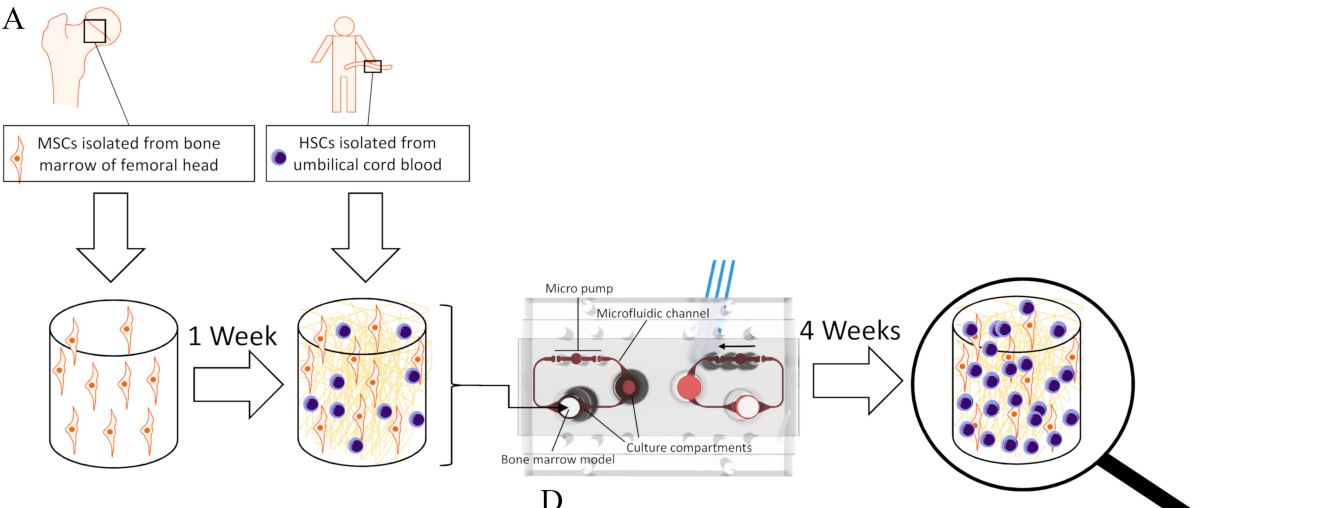 A
MSCs isolated from bone
marrow of femoral head
HSCs isolated from
umbilical cord blood
1 Week
Micro pump
Microfluidic channel
4 Weeks
Culture compartments
Bone marrow model
D